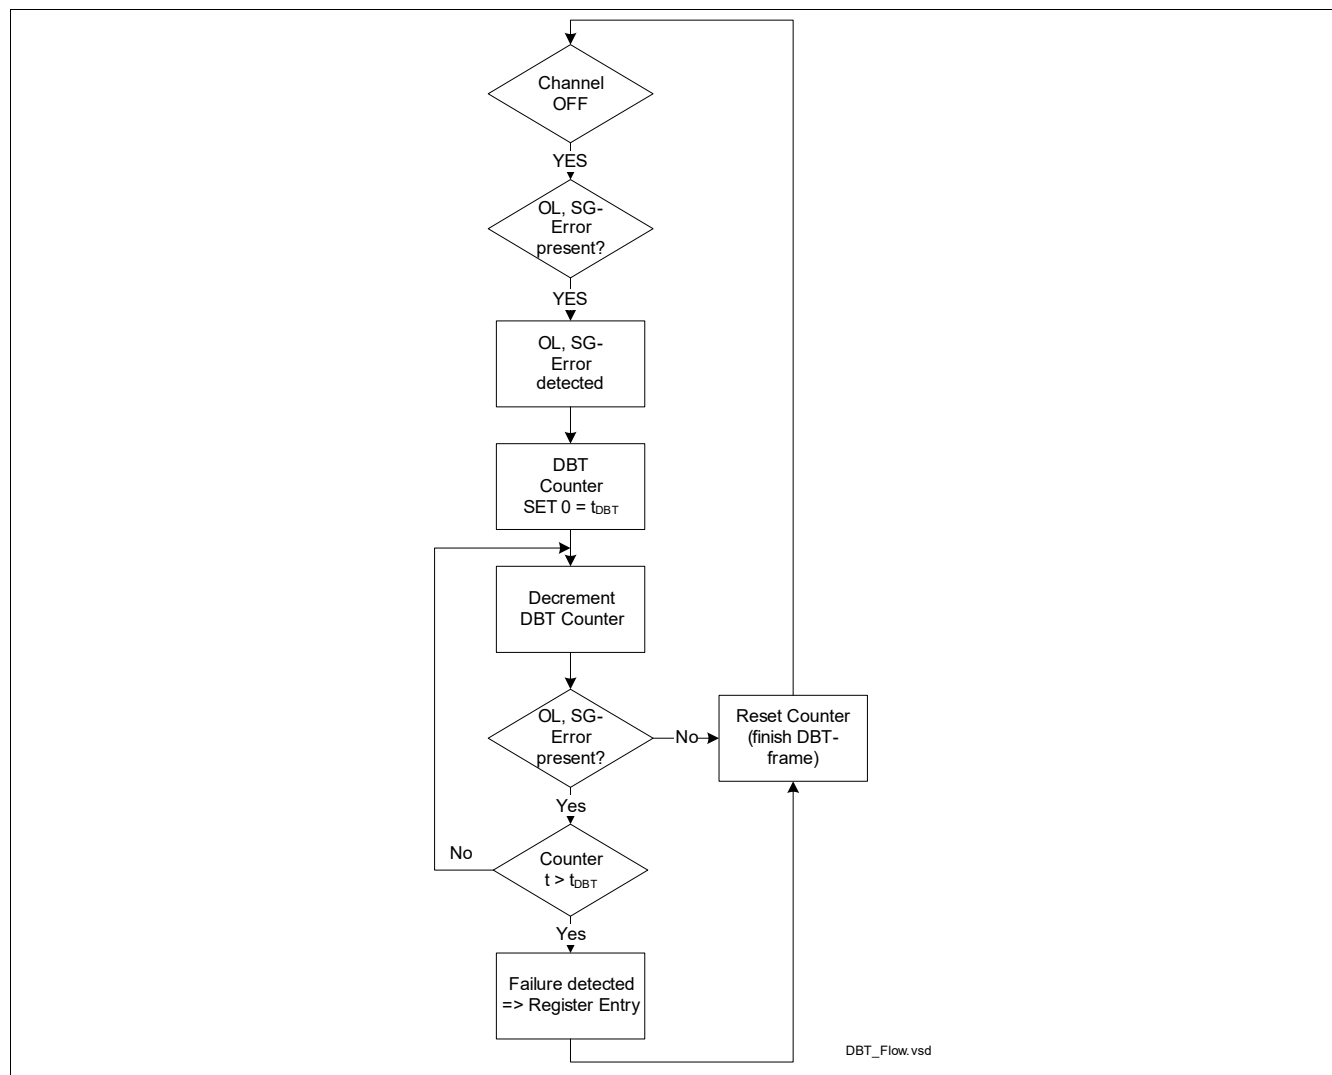 Channel
OFF
YES
OL, SG-
Error
present?
YES
OL, SG-
Error
detected
DBT
Counter
SET 0 = tDBT
Decrement
DBT Counter
OL, SG-
Error
present?
No
Reset Counter
(finish DBT-
frame)
Yes
No
Counter
t > tDBT
Yes
Failure detected
=> Register Entry
DBT_Flow.vsd